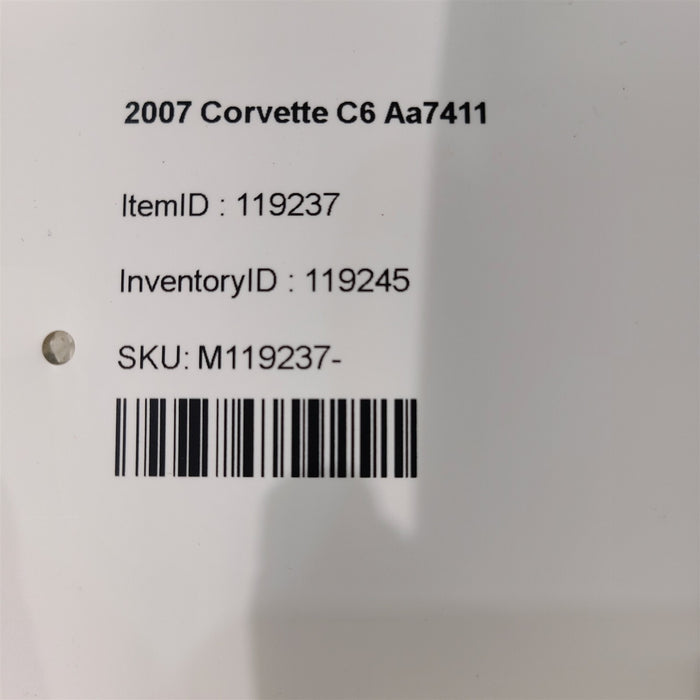 2007 Corvette C6 Aa7411
ItemID : 119237
InventoryID : 119245
SKU: M119237-